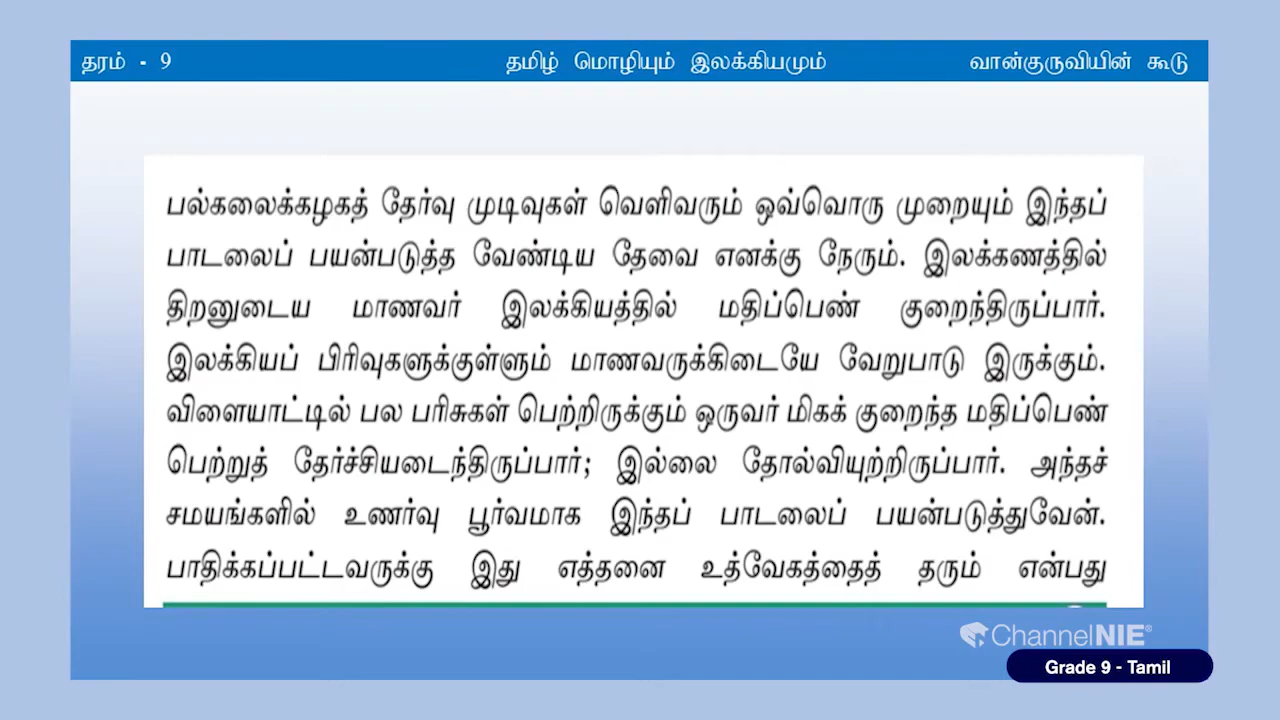 தரம் - 9 தமிழ் மொழியும் இலக்கியமும் வான்குருவியின் கூடு
பல்கலைக்கழகத் தேர்வு முடிவுகள் வெளிவரும் ஒவ்வொரு முறையும் இந்தப்
பாடலைப் பயன்படுத்த வேண்டிய தேவை எனக்கு நேரும். இலக்கணத்தில்
திறனுடைய மாணவர் இலக்கியத்தில் மதிப்பெண் குறைந்திருப்பார்.
இலக்கியப் பிரிவுகளுக்குள்ளும் மாணவருக்கிடையே வேறுபாடு இருக்கும்.
விளையாட்டில் பல பரிசுகள் பெற்றிருக்கும் ஒருவர் மிகக் குறைந்த மதிப்பெண்
பெற்றுத் தேர்ச்சியடைந்திருப்பார்; இல்லை தோல்வியுற்றிருப்பார். அந்தச்
சமயங்களில் உணர்வு பூர்வமாக இந்தப் பாடலைப் பயன்படுத்துவேன்.
பாதிக்கப்பட்டவருக்கு இது எத்தனை உத்வேகத்தைத் தரும் என்பது
ChannelNIE®
Grade 9 - Tamil